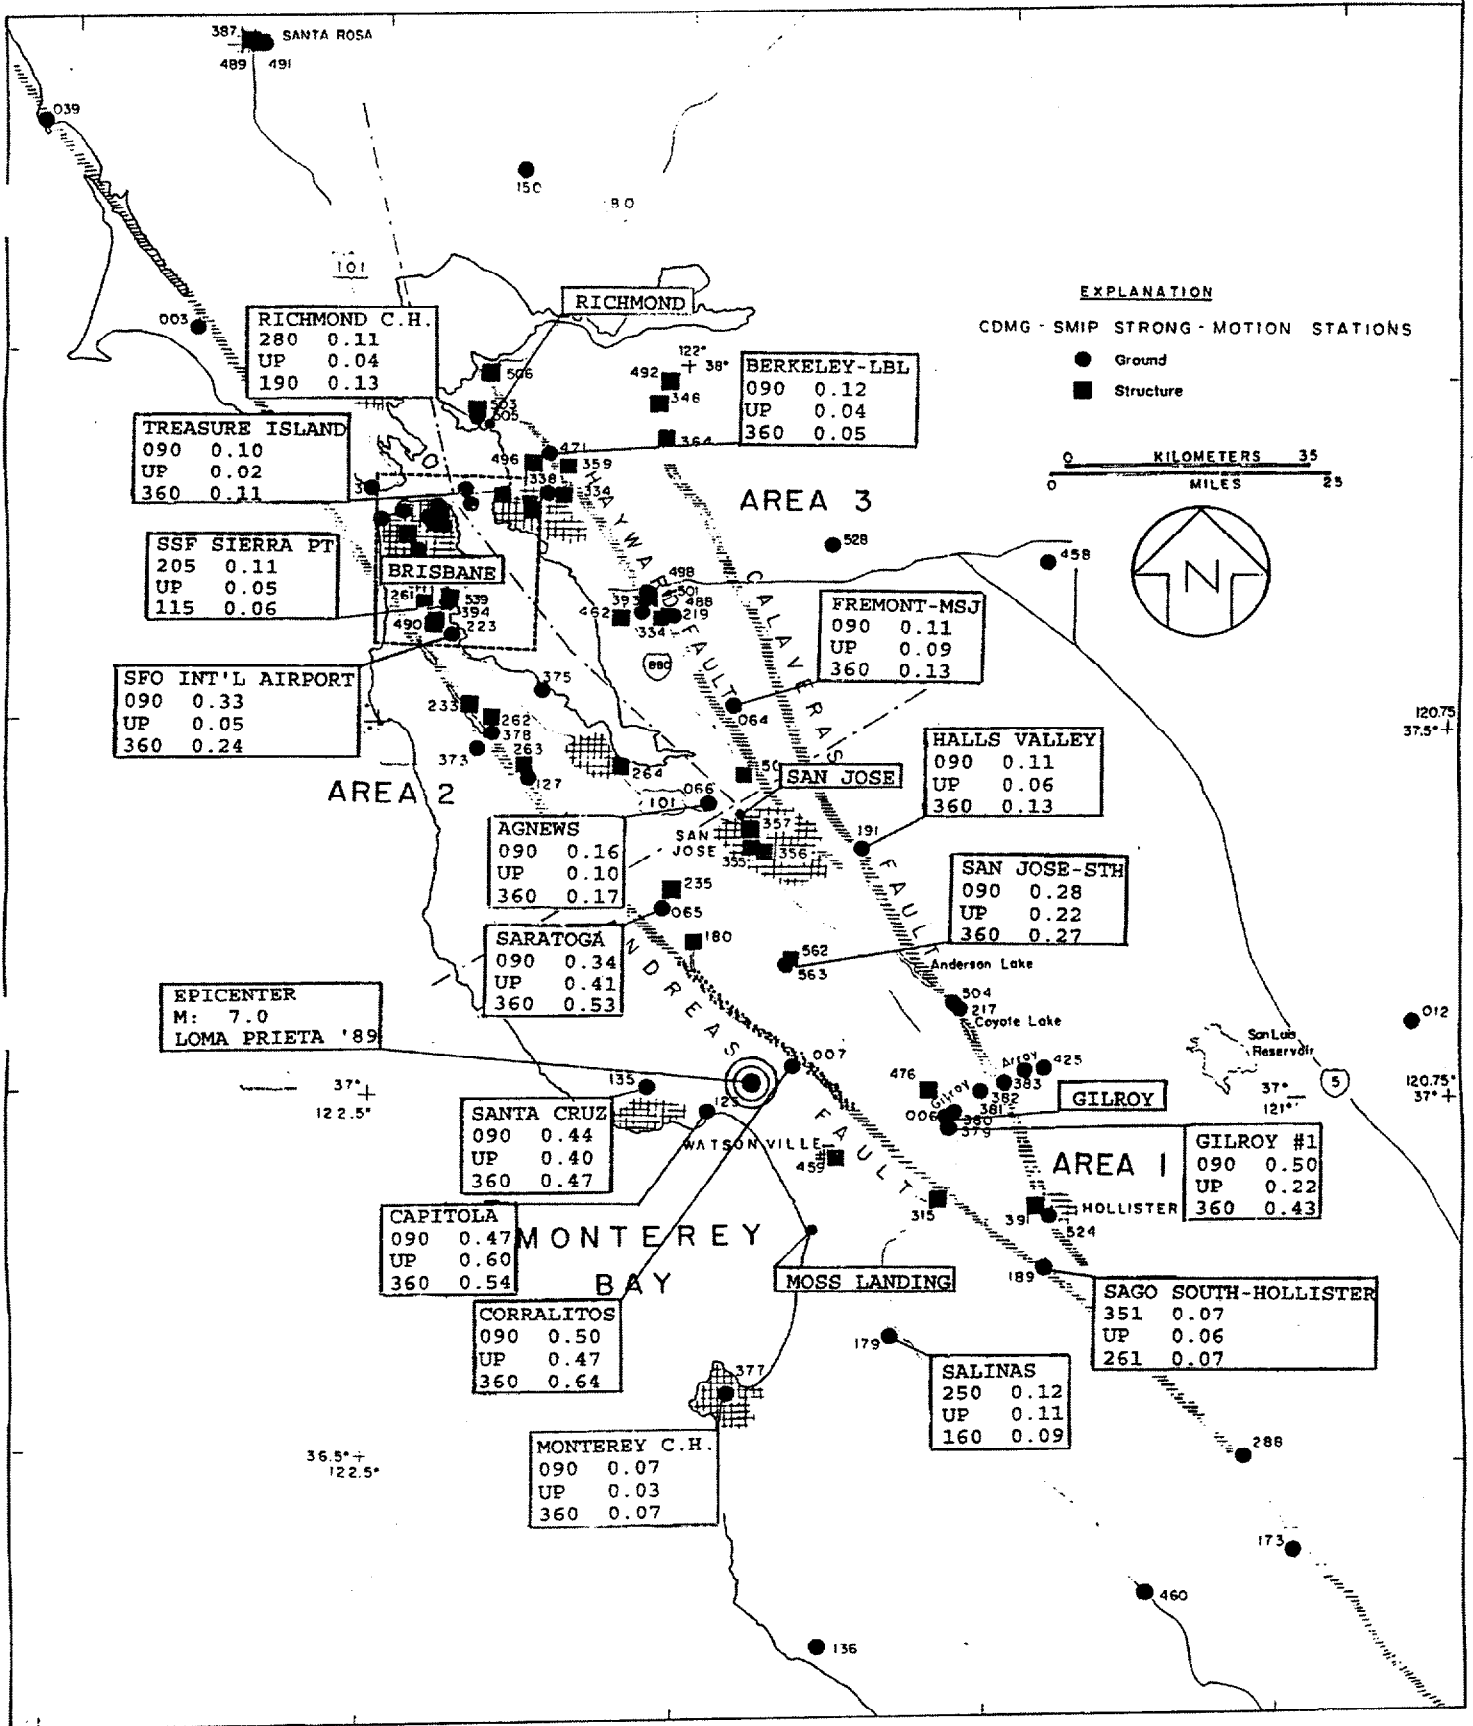 387
SANTA ROSA
489 491
039
150
80
101
003
EXPLANATION
CDMG - SMIP STRONG - MOTION STATIONS
Ground
Structure
0 KILOMETERS 35
0 MILES 25
N
RICHMOND
RICHMOND C.H.
280 0.11
UP 0.04
190 0.13
506
503
505
122°
38°
492
346
364
BERKELEY-LBL
090 0.12
UP 0.04
360 0.05
TREASURE ISLAND
090 0.10
UP 0.02
360 0.11
471
496
359
338
334
HAYWARD FAULT
CALAVERAS FAULT
AREA 3
528
458
SSF SIERRA PT
205 0.11
UP 0.05
115 0.06
BRISBANE
261
539
394
490
223
498
393
501
488
462
334
219
880
FREMONT-MSJ
090 0.11
UP 0.09
360 0.13
SFO INT'L AIRPORT
090 0.33
UP 0.05
360 0.24
375
233
262
378
373
263
127
264
064
120.75
37.5°
AREA 2
HALLS VALLEY
090 0.11
UP 0.06
360 0.13
SAN JOSE
066
101
SAN
JOSE
357
355
356
191
AGNEWS
090 0.16
UP 0.10
360 0.17
SAN JOSE-STH
090 0.28
UP 0.22
360 0.27
235
065
180
562
563
SARATOGA
090 0.34
UP 0.41
360 0.53
NDREAS FAULT
Anderson Lake
504
217
Coyote Lake
012
San Luis
Reservoir
EPICENTER
M: 7.0
LOMA PRIETA '89
007
135
37°
122.5°
476
Gilroy Array
425
383
382
381
380
379
006
GILROY
37°
121°
5
120.75°
37°
SANTA CRUZ
090 0.44
UP 0.40
360 0.47
WATSONVILLE
459
AREA 1
GILROY #1
090 0.50
UP 0.22
360 0.43
315
391
HOLLISTER
524
CAPITOLA
090 0.47
UP 0.60
360 0.54
MONTEREY
BAY
MOSS LANDING
189
SAGO SOUTH-HOLLISTER
351 0.07
UP 0.06
261 0.07
CORRALITOS
090 0.50
UP 0.47
360 0.64
179
SALINAS
250 0.12
UP 0.11
160 0.09
377
MONTEREY C.H.
090 0.07
UP 0.03
360 0.07
36.5°
122.5°
288
173
460
136